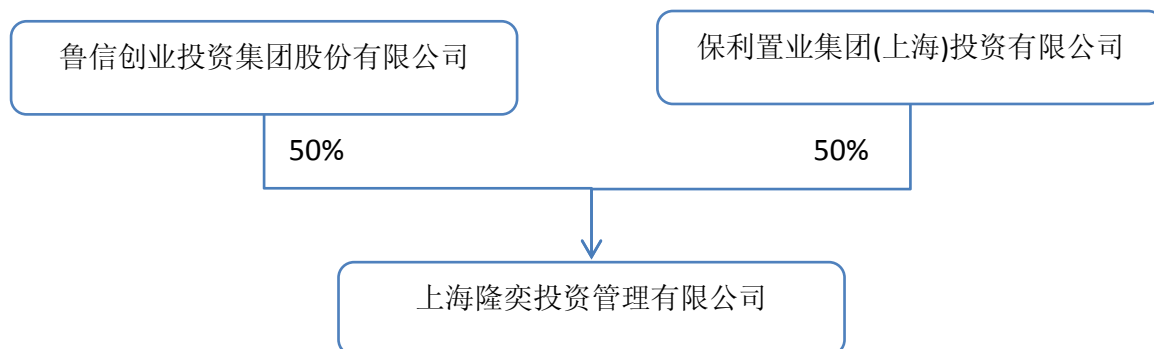 鲁信创业投资集团股份有限公司
保利置业集团(上海)投资有限公司
50%
50%
上海隆奕投资管理有限公司